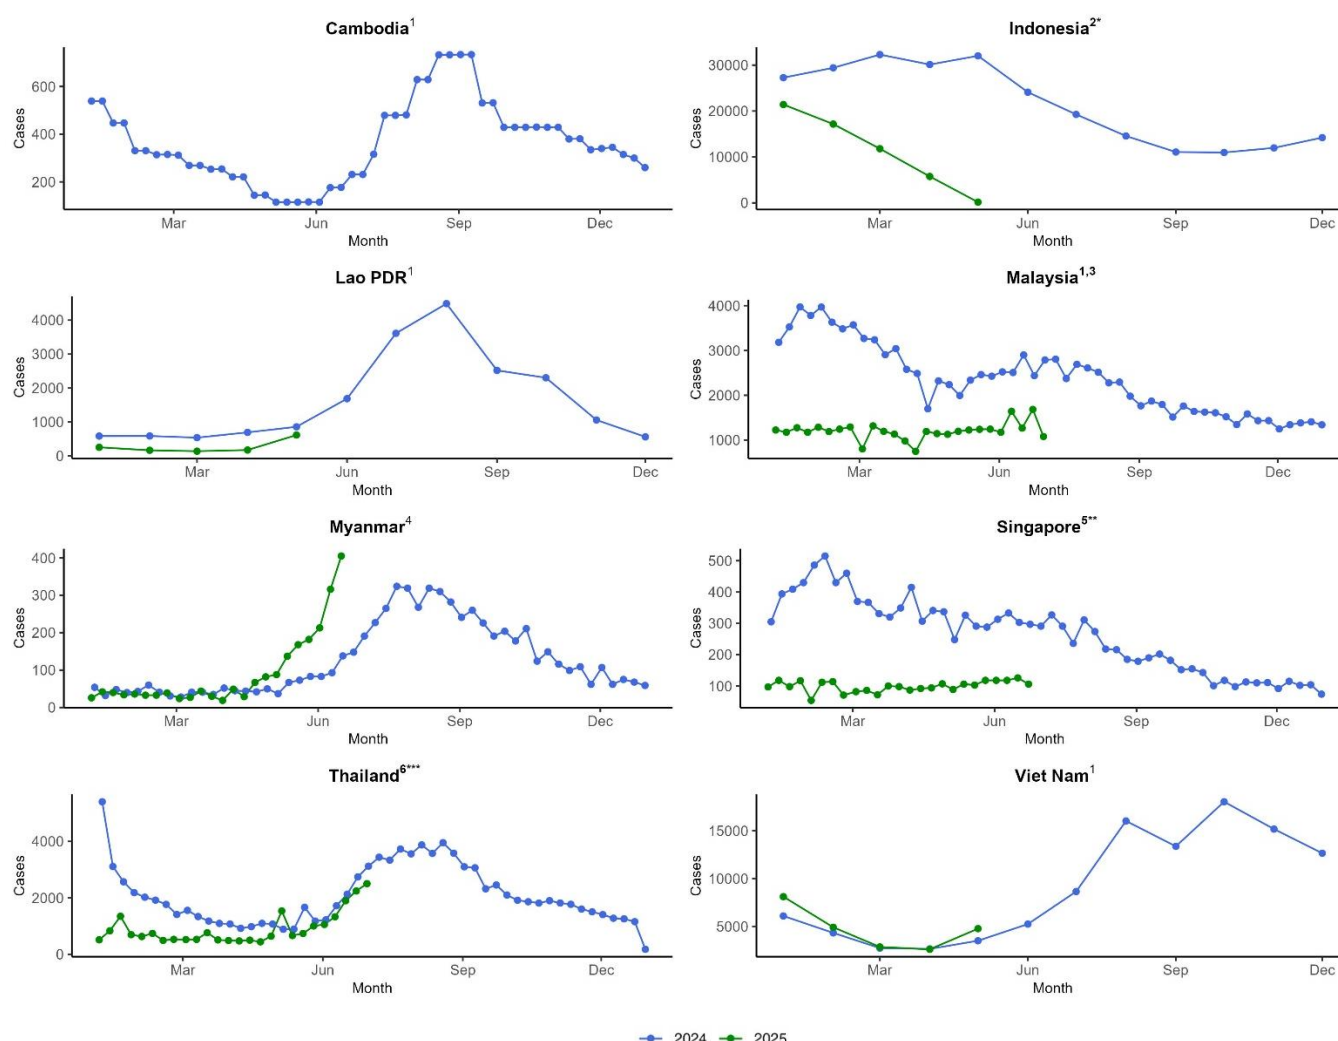 Cambodia¹
Cases
600
400
200
Mar Jun Sep Dec
Month
Indonesia²*
Cases
30000
20000
10000
0
Mar Jun Sep Dec
Month
Lao PDR¹
Cases
4000
3000
2000
1000
0
Mar Jun Sep Dec
Month
Malaysia¹,³
Cases
4000
3000
2000
1000
Mar Jun Sep Dec
Month
Myanmar⁴
Cases
400
300
200
100
0
Mar Jun Sep Dec
Month
Singapore⁵**
Cases
500
400
300
200
100
Mar Jun Sep Dec
Month
Thailand⁶***
Cases
4000
2000
0
Mar Jun Sep Dec
Month
Viet Nam¹
Cases
15000
10000
5000
Mar Jun Sep Dec
Month
2024 2025